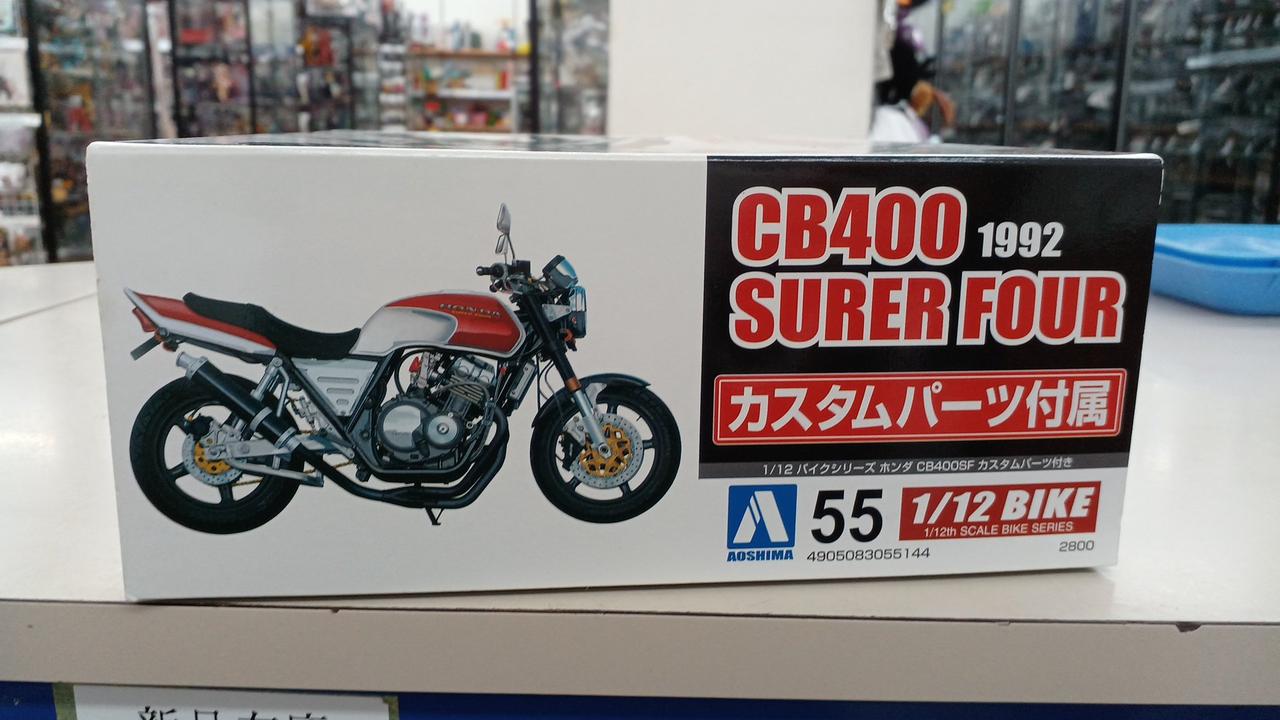 CB400 1992
SURER FOUR
カスタムパーツ付属
1/12 バイクシリーズ ホンダ CB400SF カスタムパーツ付き
AOSHIMA
55
1/12 BIKE
1/12th SCALE BIKE SERIES
4905083055144
2800
HONDA